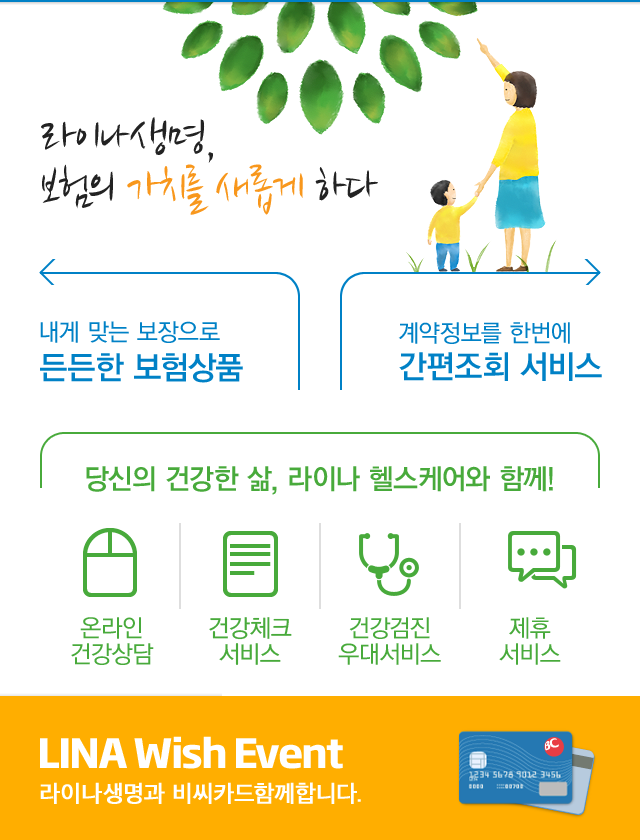 라이나생명,
보험의 가치를 새롭게 하다
내게 맞는 보장으로
든든한 보험상품
계약정보를 한번에
간편조회 서비스
당신의 건강한 삶, 라이나 헬스케어와 함께!
온라인
건강상담
건강체크
서비스
건강검진
우대서비스
제휴
서비스
LINA Wish Event
라이나생명과 비씨카드함께합니다.
BC
1234 5678 9012 3456